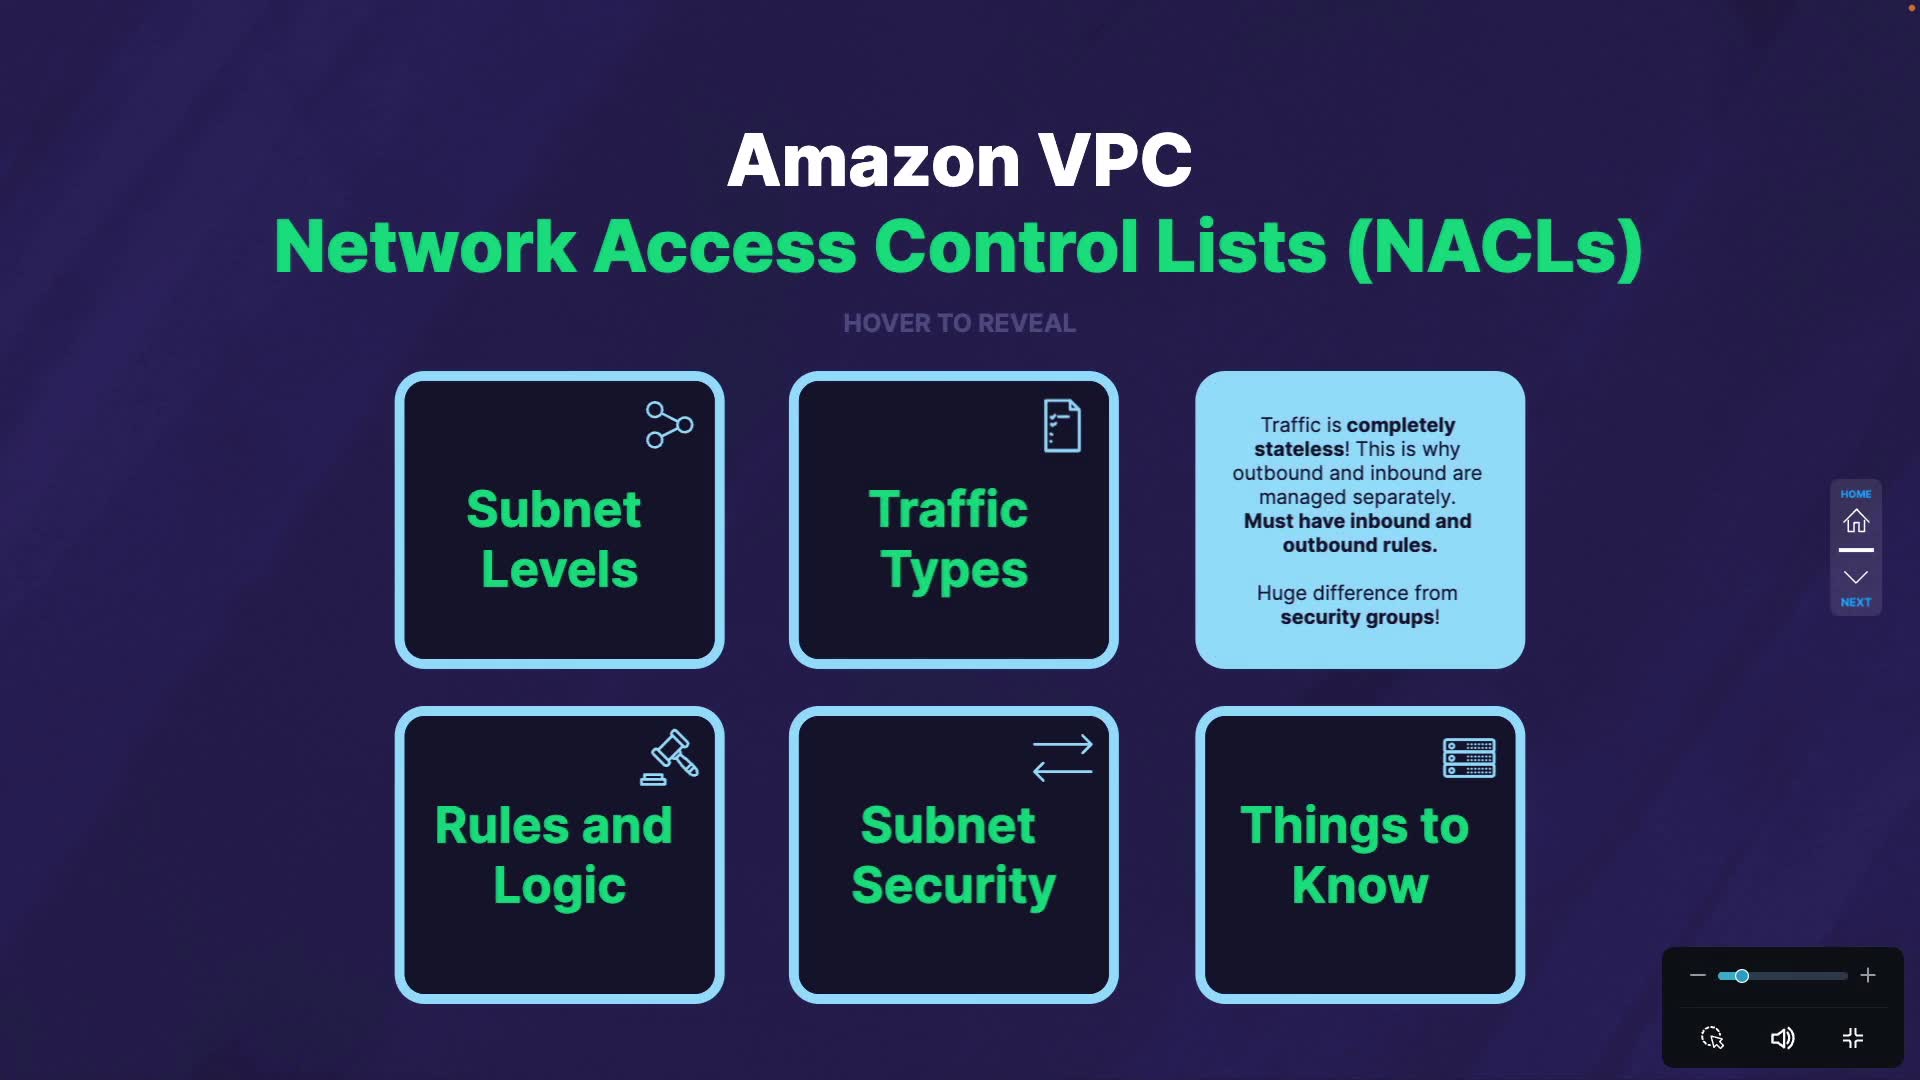 Amazon VPC
Network Access Control Lists (NACLs)
HOVER TO REVEAL
Subnet
Levels
Traffic
Types
Traffic is completely
stateless! This is why
outbound and inbound are
managed separately.
Must have inbound and
outbound rules.
Huge difference from
security groups!
Rules and
Logic
Subnet
Security
Things to
Know
HOME
NEXT